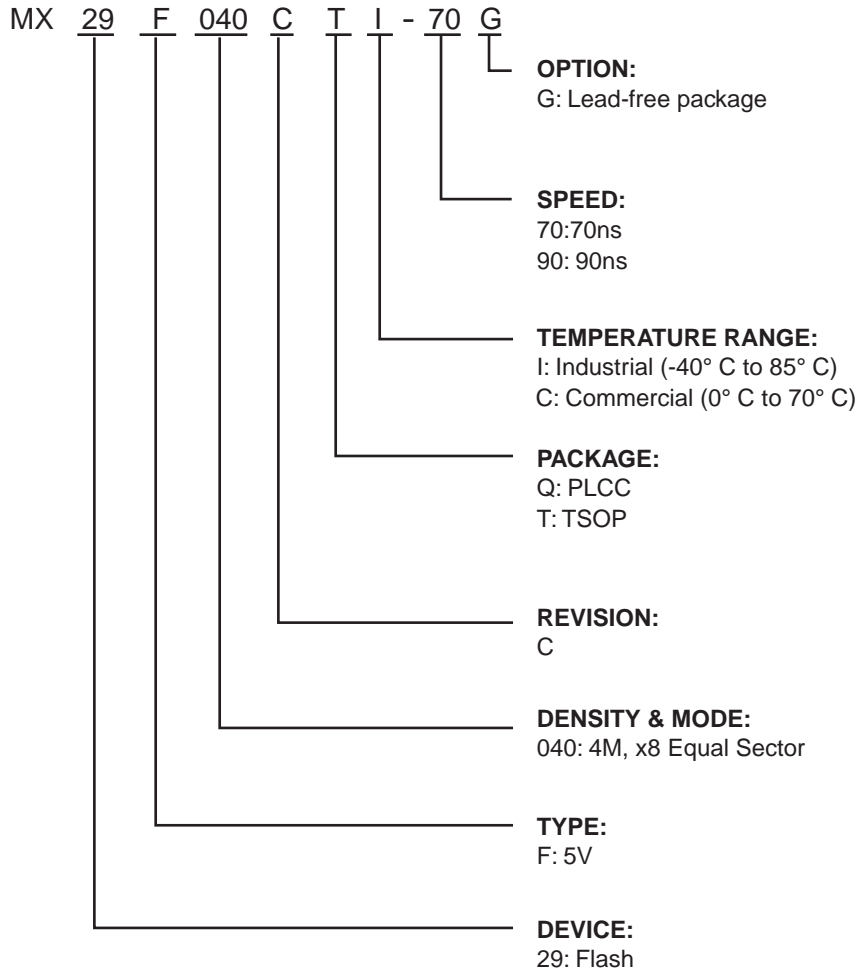 MX 29 F 040 C T I - 70 G
OPTION:
G: Lead-free package
SPEED:
70:70ns
90: 90ns
TEMPERATURE RANGE:
I: Industrial (-40° C to 85° C)
C: Commercial (0° C to 70° C)
PACKAGE:
Q: PLCC
T: TSOP
REVISION:
C
DENSITY & MODE:
040: 4M, x8 Equal Sector
TYPE:
F: 5V
DEVICE:
29: Flash